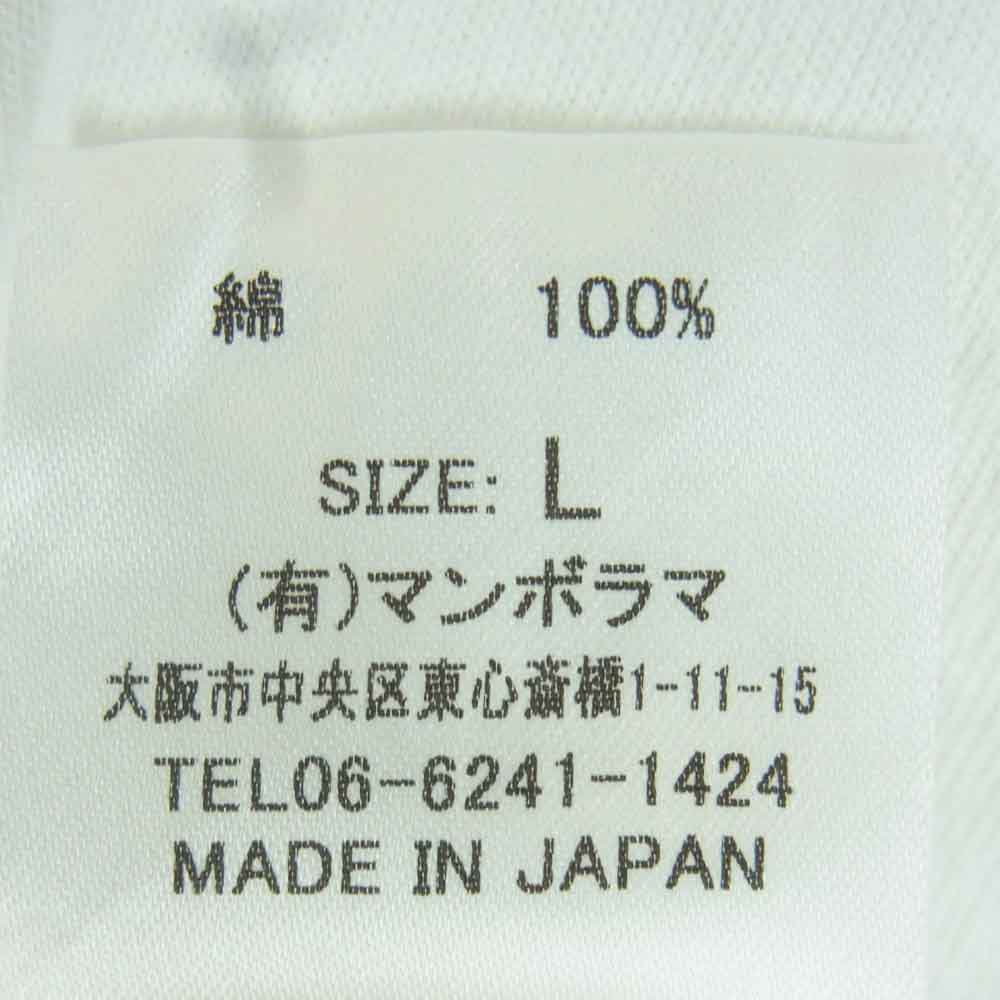 綿 100%
SIZE: L
(有)マンボラマ
大阪市中央区東心斎橋1-11-15
TEL06-6241-1424
MADE IN JAPAN